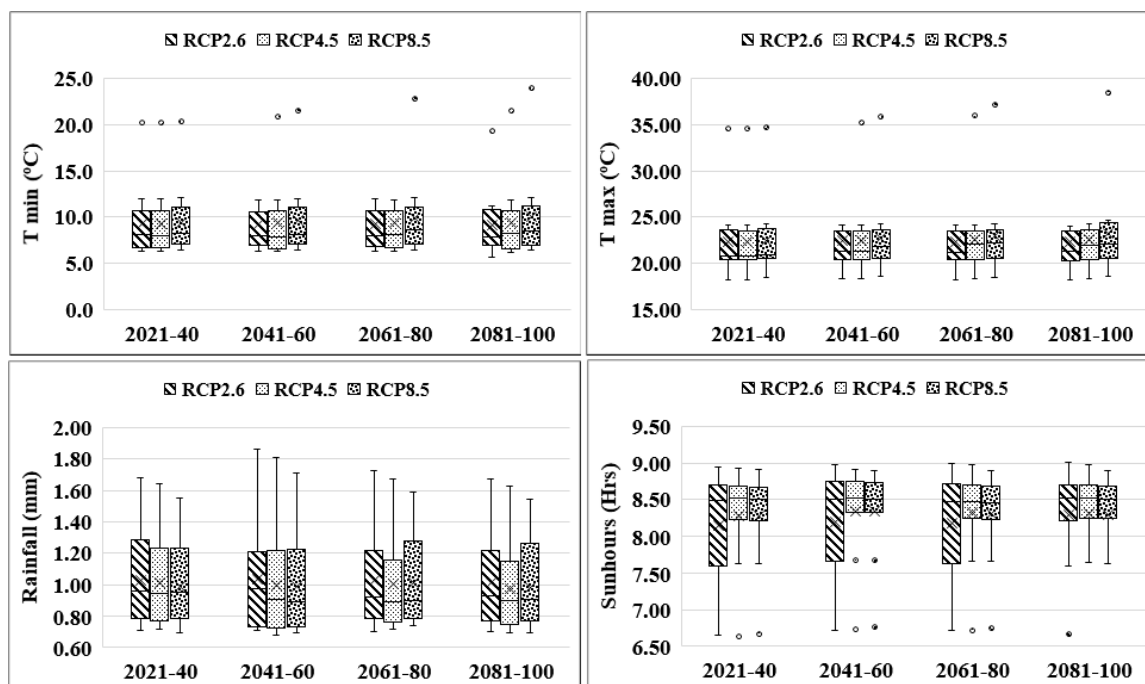 RCP2.6 RCP4.5 RCP8.5
T min (ºC)
25.0
20.0
15.0
10.0
5.0
0.0
2021-40 2041-60 2061-80 2081-100
RCP2.6 RCP4.5 RCP8.5
T max (ºC)
40.00
35.00
30.00
25.00
20.00
15.00
2021-40 2041-60 2061-80 2081-100
RCP2.6 RCP4.5 RCP8.5
Rainfall (mm)
2.00
1.80
1.60
1.40
1.20
1.00
0.80
0.60
2021-40 2041-60 2061-80 2081-100
RCP2.6 RCP4.5 RCP8.5
Sunhours (Hrs)
9.50
9.00
8.50
8.00
7.50
7.00
6.50
2021-40 2041-60 2061-80 2081-100